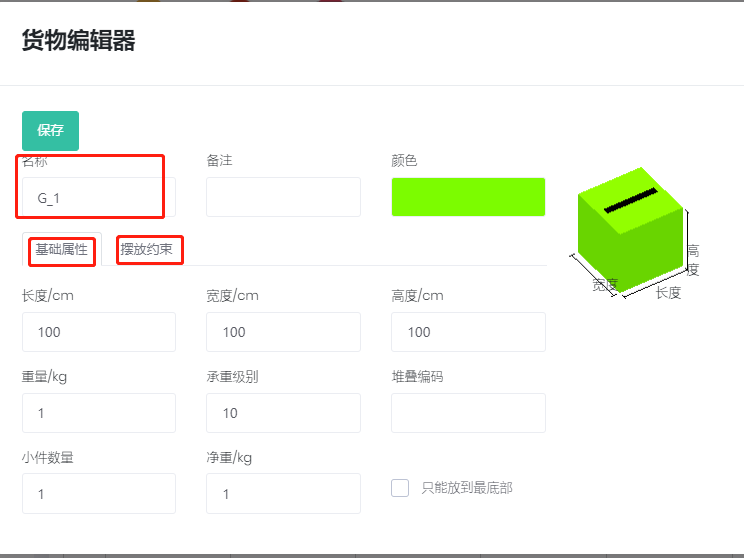 货物编辑器
保存
名称 备注 颜色
G_1
基础属性 摆放约束
长度/cm 宽度/cm 高度/cm
100 100 100
重量/kg 承重级别 堆叠编码
1 10
小件数量 净重/kg
1 1 只能放到最底部
高度
宽度 长度